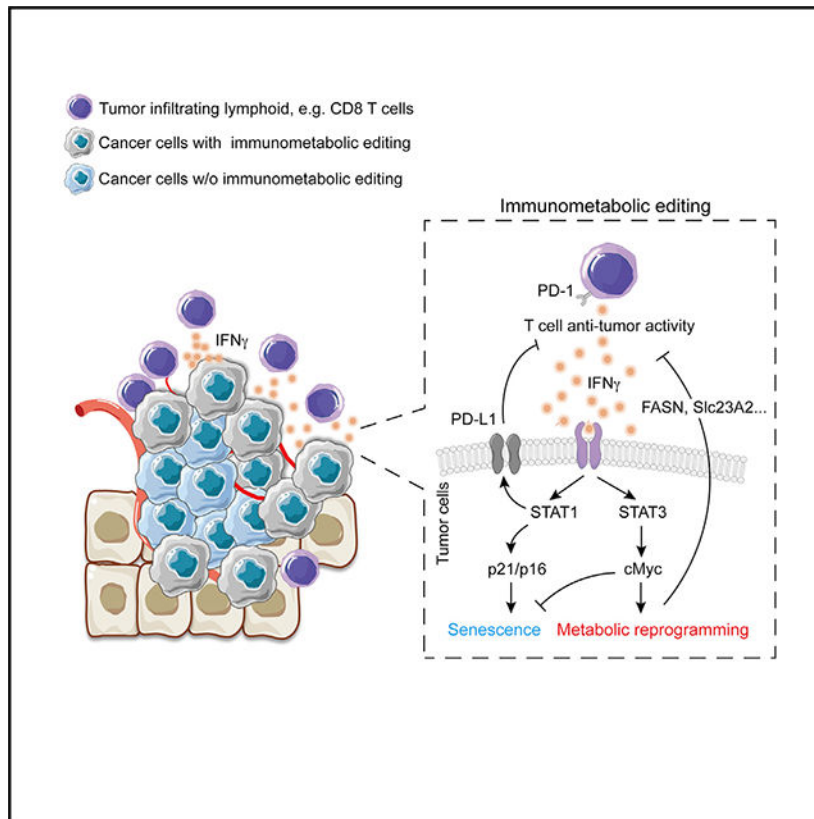 Tumor infiltrating lymphoid, e.g. CD8 T cells
Cancer cells with immunometabolic editing
Cancer cells w/o immunometabolic editing
Immunometabolic editing
PD-1
T cell anti-tumor activity
IFNγ
IFNγ
FASN, Slc23A2...
PD-L1
Tumor cells
STAT1
STAT3
p21/p16
cMyc
Senescence
Metabolic reprogramming